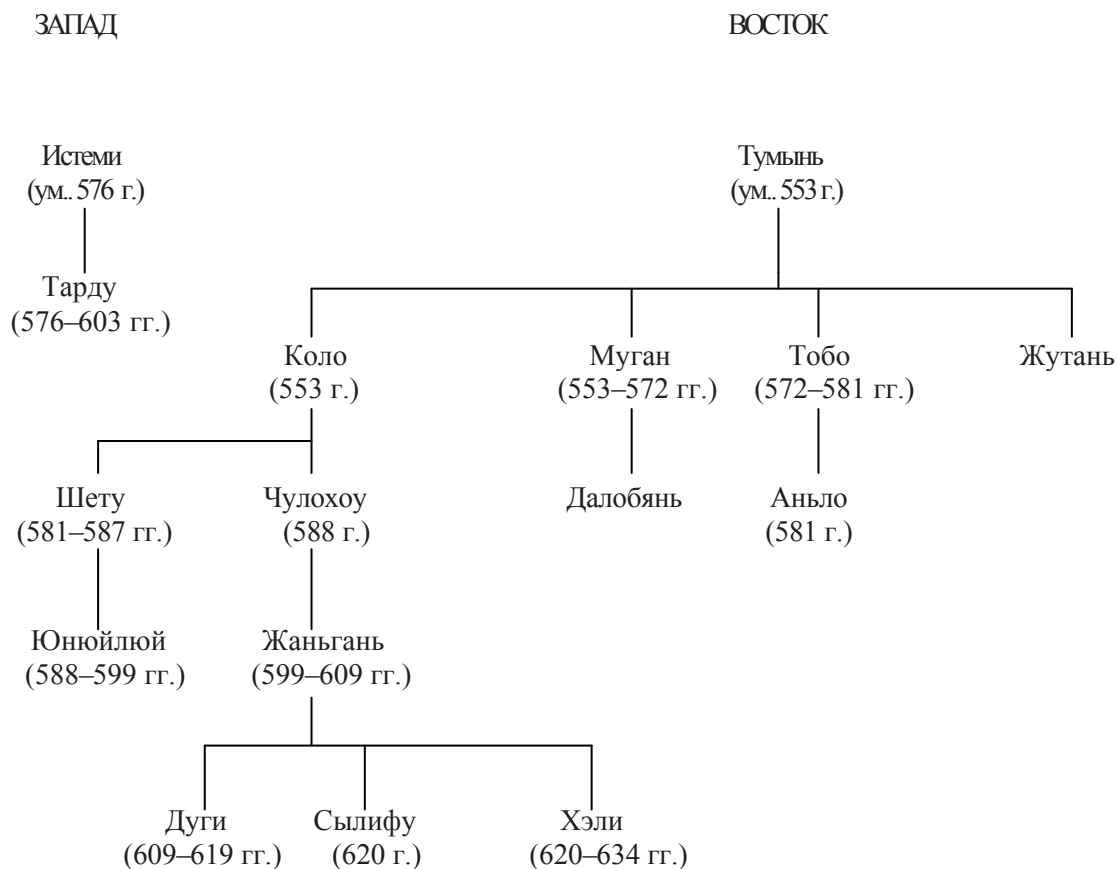 ЗАПАД ВОСТОК
Истеми Тумынь
(ум.. 576 г.) (ум.. 553 г.)
Тарду
(576–603 гг.)
Коло Муган Тобо Жутань
(553 г.) (553–572 гг.) (572–581 гг.)
Шету Чулохоу Далобянь Аньло
(581–587 гг.) (588 г.) (581 г.)
Юнюйлюй Жаньгань
(588–599 гг.) (599–609 гг.)
Дуги Сылифу Хэли
(609–619 гг.) (620 г.) (620–634 гг.)